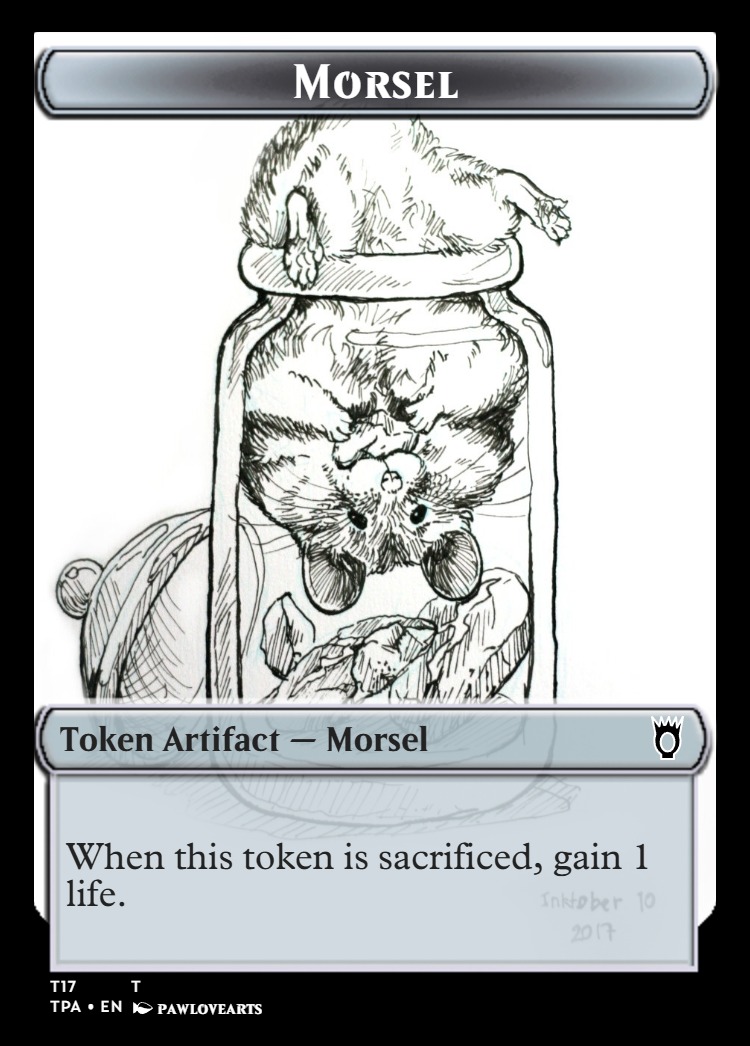 Morsel
Token Artifact — Morsel
When this token is sacrificed, gain 1
life.
Inktober 10
2017
T17 T
TPA • EN PAWLOVEARTS